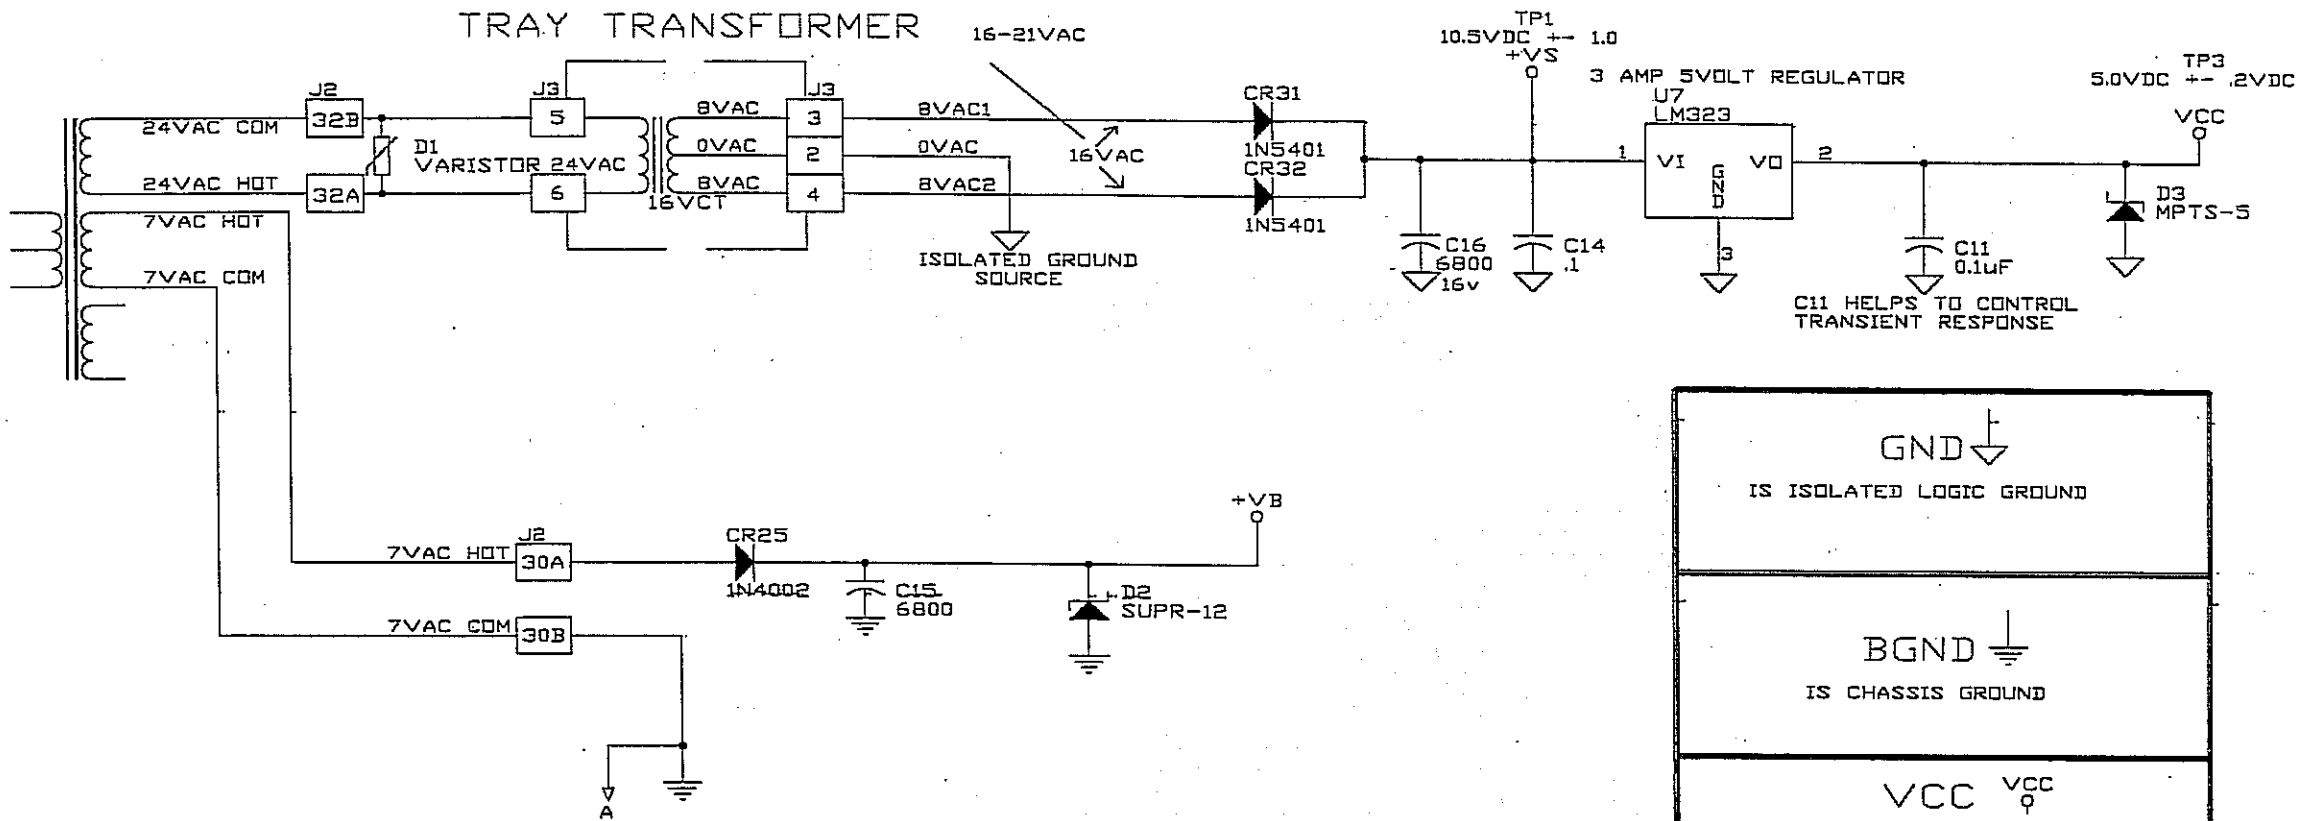 TRAY TRANSFORMER
16-21VAC
TP1
10.5VDC +- 1.0
+VS
3 AMP 5VOLT REGULATOR
TP3
5.0VDC +- .2VDC
VCC
J2
J3
J3
24VAC COM
32B
5
8VAC
3
8VAC1
CR31
1N5401
U7
LM323
D1
VARISTOR 24VAC
0VAC
2
0VAC
16VAC
1
VI
GND
VO
2
24VAC HOT
32A
6
8VAC
4
8VAC2
CR32
1N5401
16VCT
3
7VAC HOT
7VAC COM
ISOLATED GROUND
SOURCE
C16
6800
16v
C14
.1
C11
0.1uF
D3
MPTS-5
C11 HELPS TO CONTROL
TRANSIENT RESPONSE
GND
IS ISOLATED LOGIC GROUND
BGND
IS CHASSIS GROUND
VCC
VCC
+VB
J2
7VAC HOT
30A
CR25
1N4002
C15
6800
D2
SUPR-12
7VAC COM
30B
A